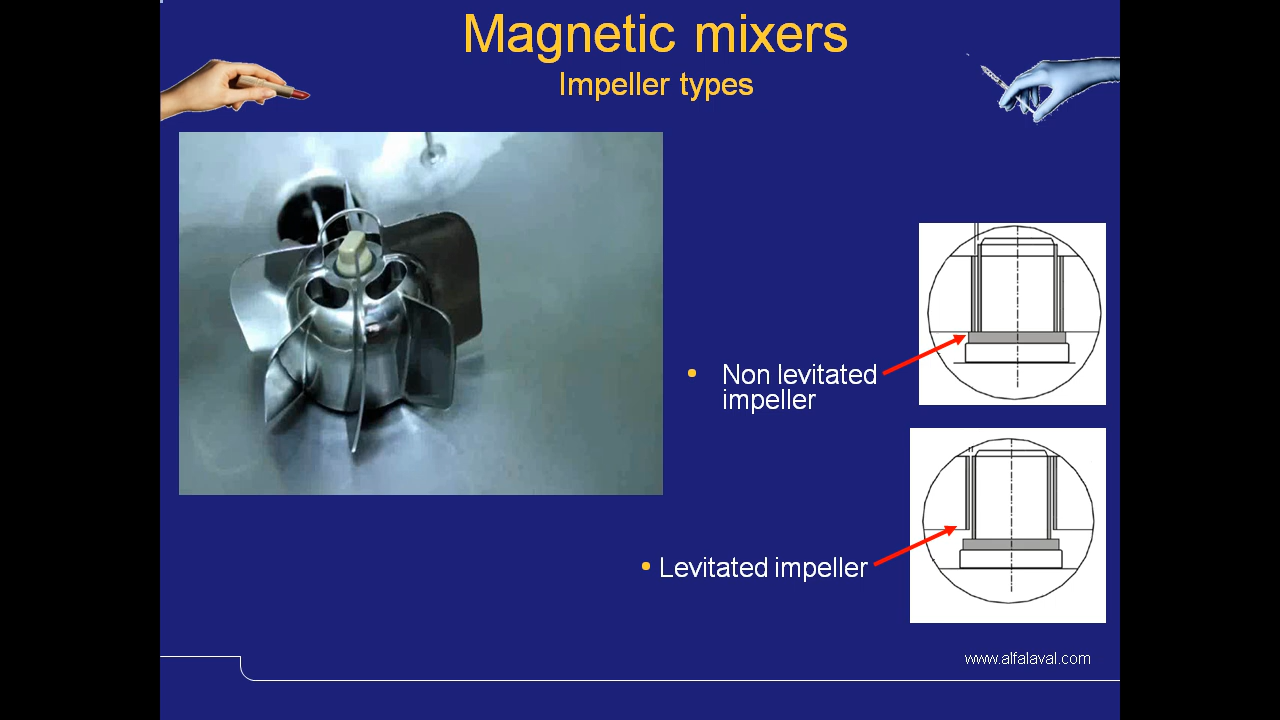 Magnetic mixers
Impeller types
• Non levitated
impeller
• Levitated impeller
www.alfalaval.com